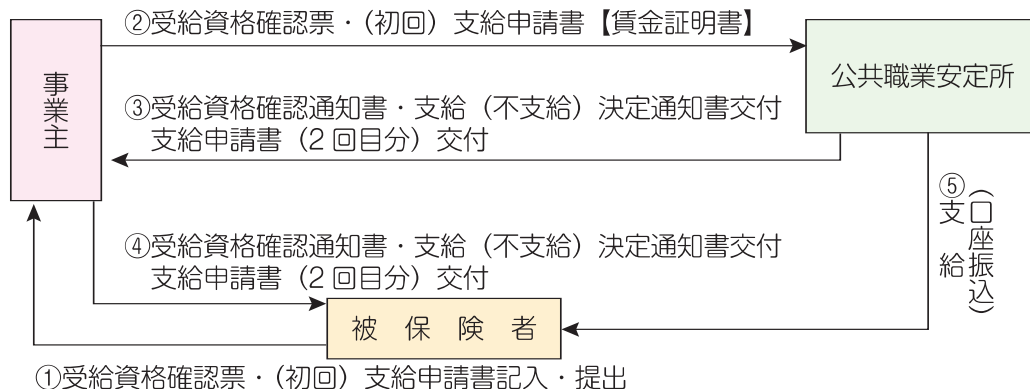 ②受給資格確認票・(初回)支給申請書【賃金証明書】
事業主
公共職業安定所
③受給資格確認通知書・支給(不支給)決定通知書交付
支給申請書(2回目分)交付
⑤支給
(口座振込)
④受給資格確認通知書・支給(不支給)決定通知書交付
支給申請書(2回目分)交付
被保険者
①受給資格確認票・(初回)支給申請書記入・提出